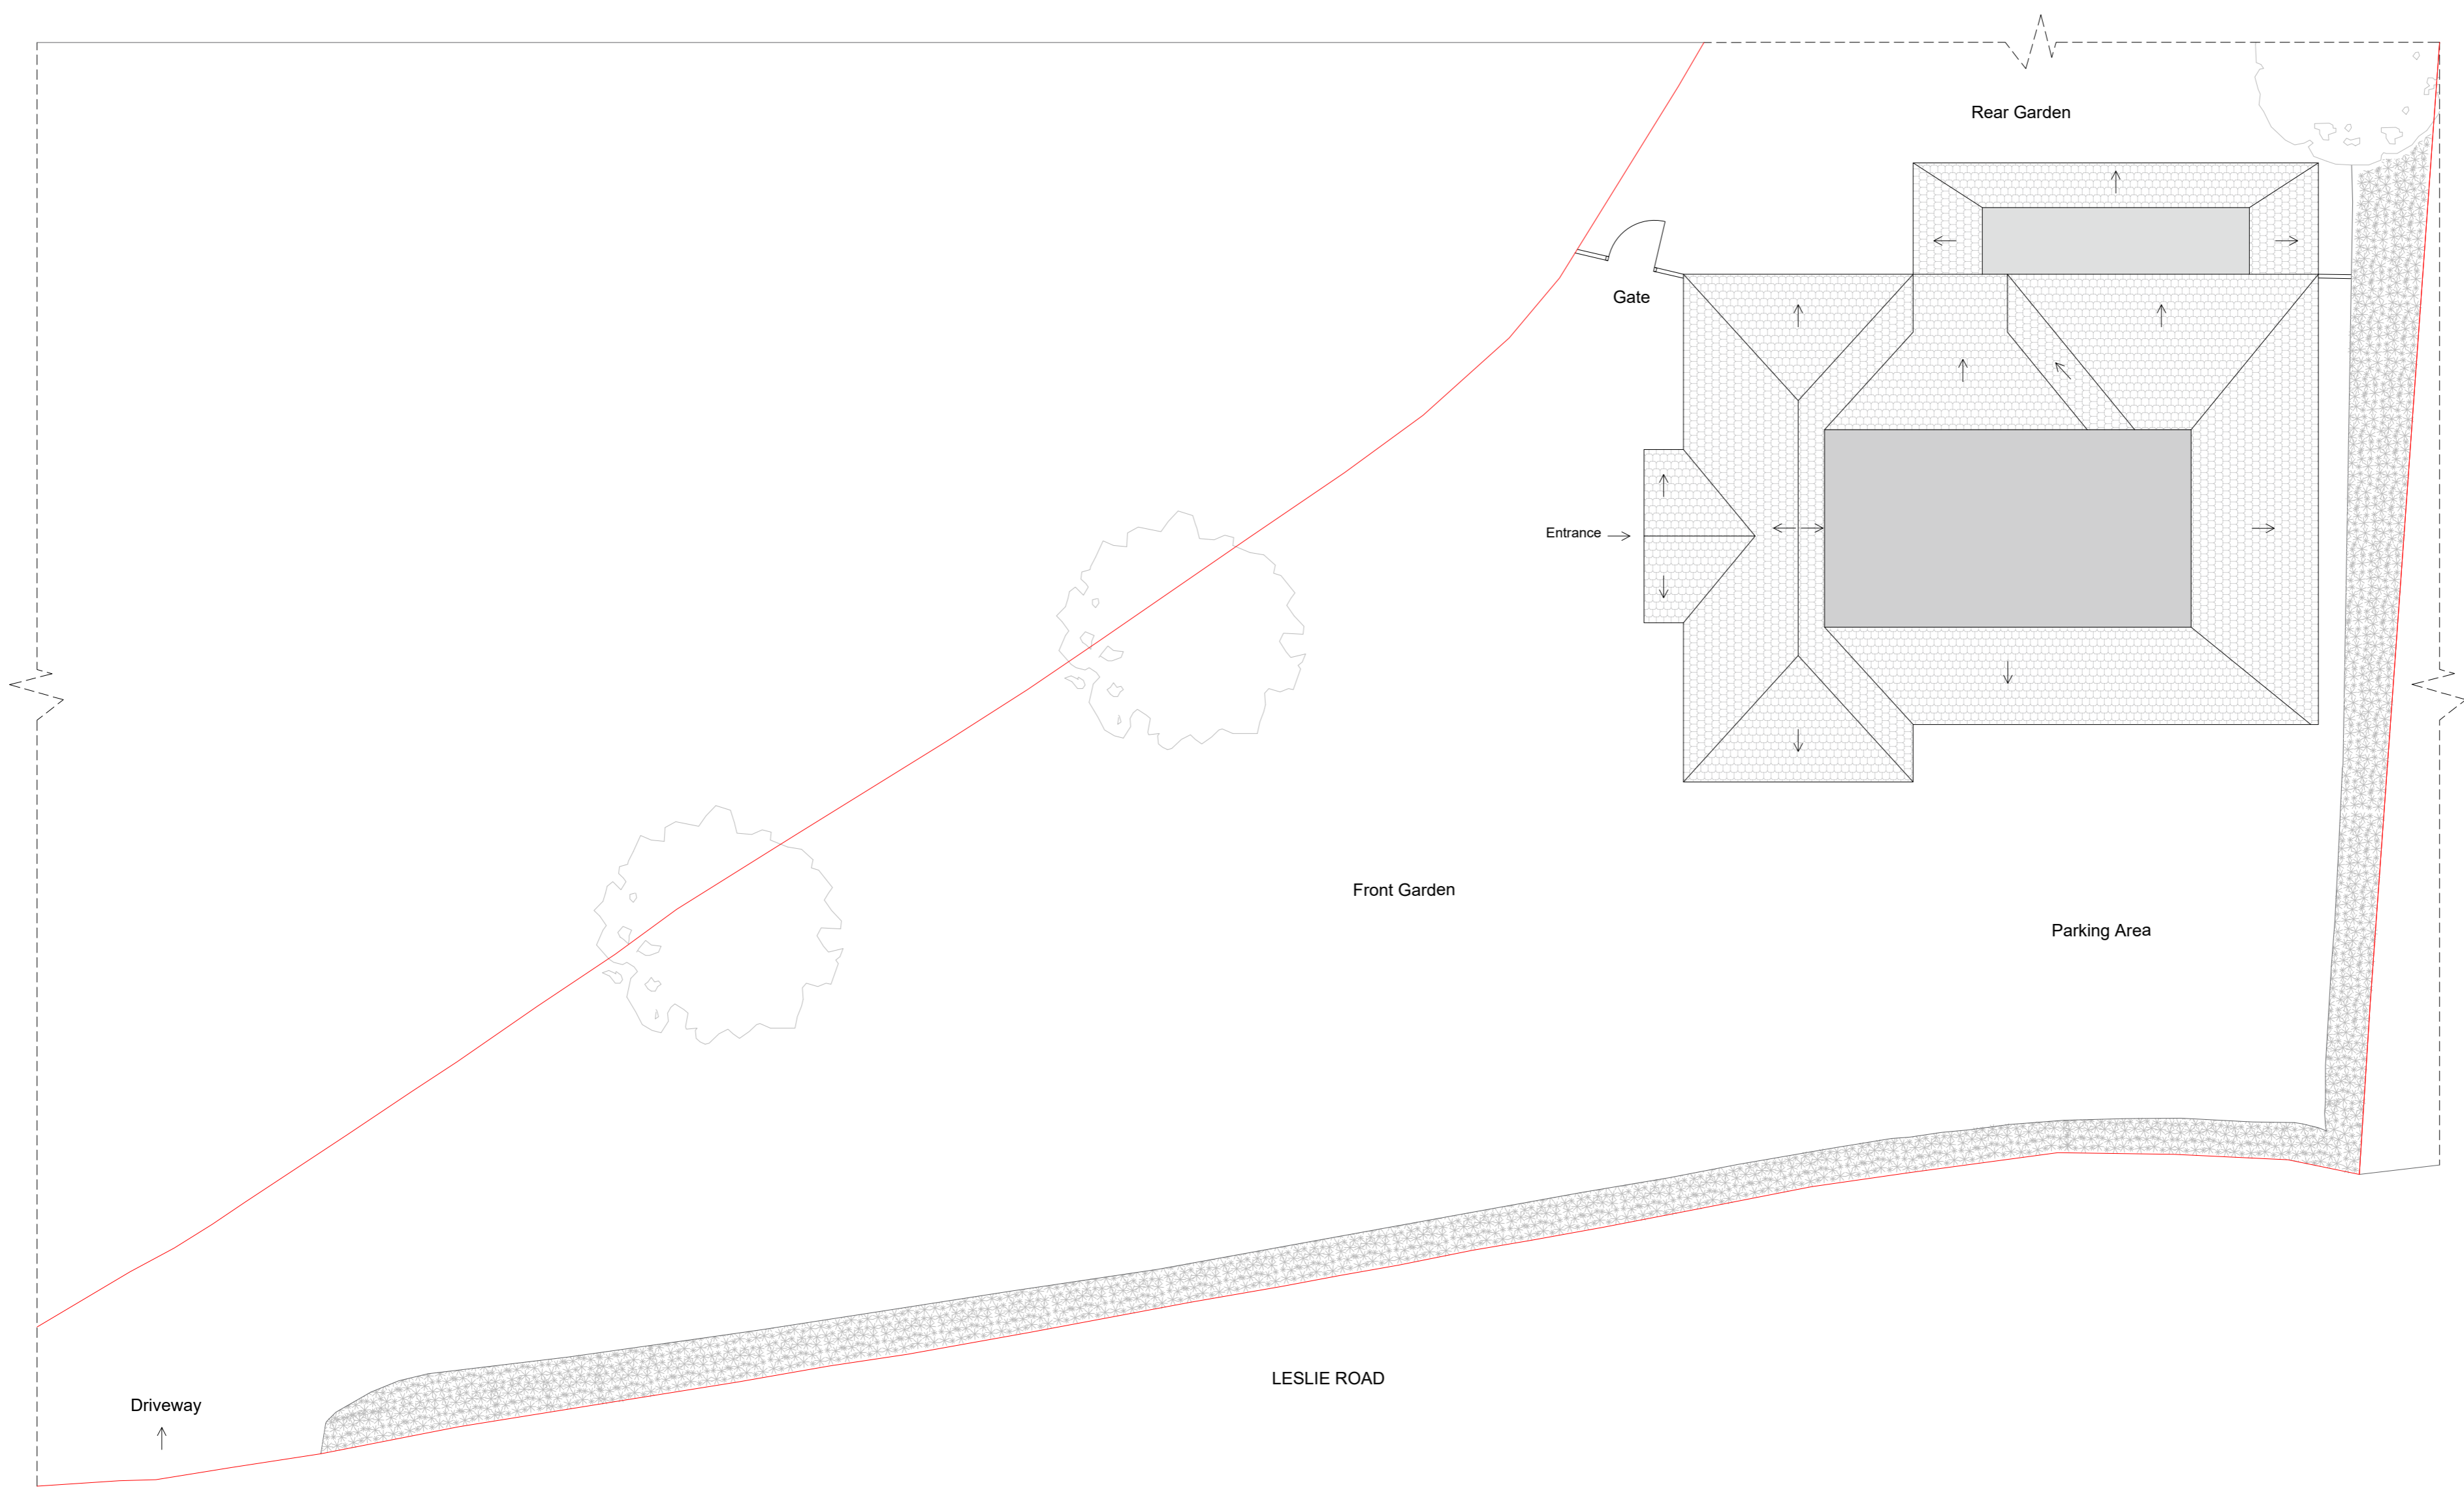 Rear Garden
Gate
Entrance
Front Garden
Parking Area
LESLIE ROAD
Driveway